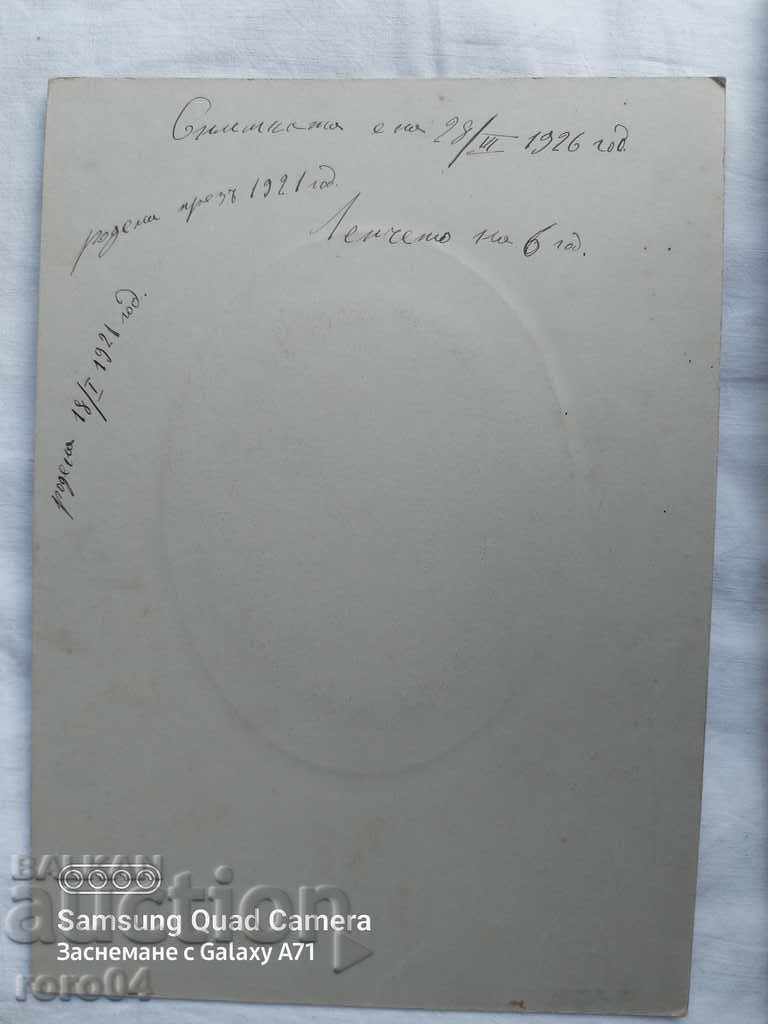 Снимката е на 28/III 1926 год.
родена презъ 1921 год.
Ленчето на 6 год.
родена 18/I 1921 год.
BALKAN
auction
Samsung Quad Camera
Заснемане с Galaxy A71
roro04